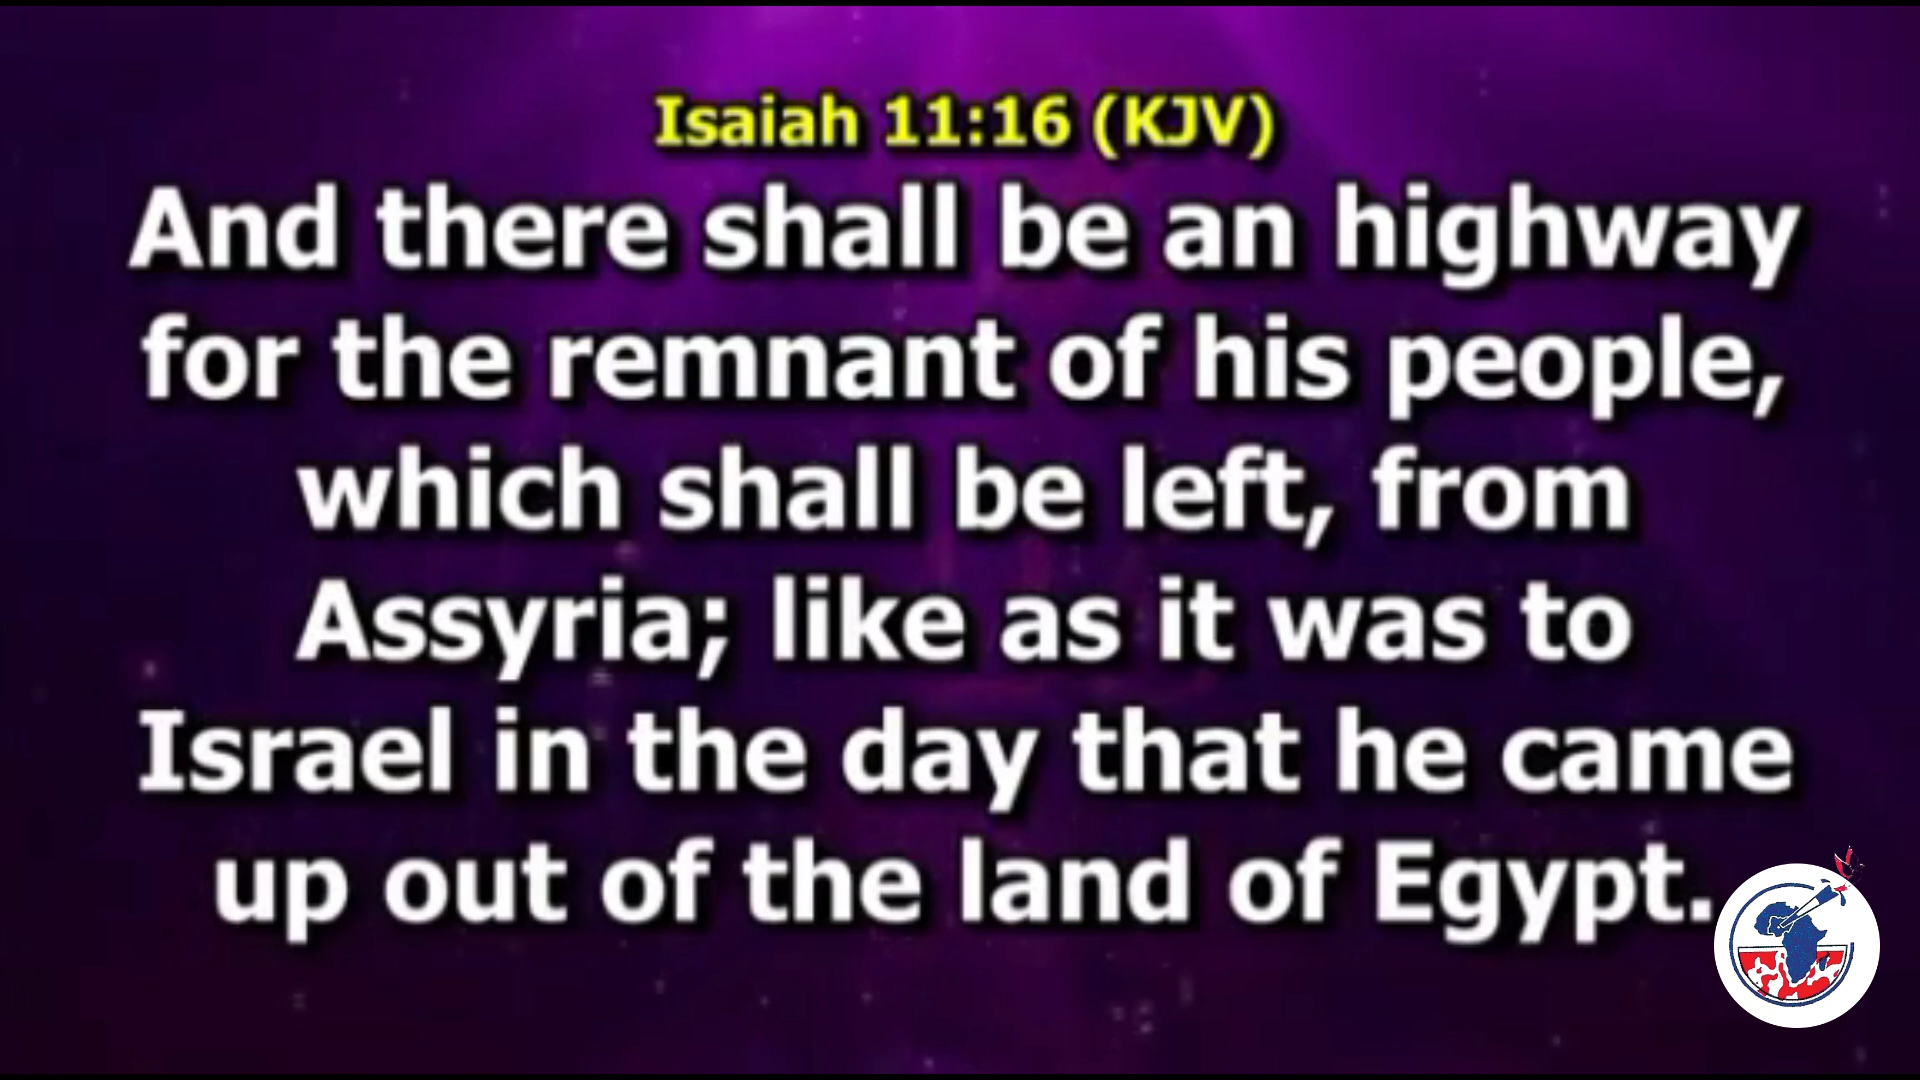 Isaiah 11:16 (KJV)
And there shall be an highway
for the remnant of his people,
which shall be left, from
Assyria; like as it was to
Israel in the day that he came
up out of the land of Egypt.